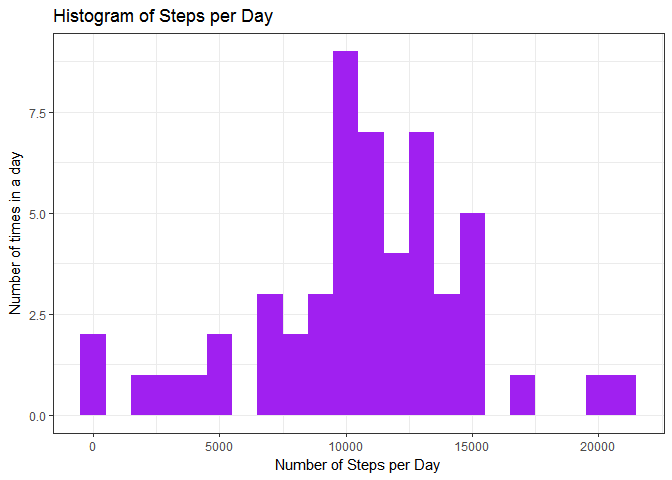 Histogram of Steps per Day
7.5
5.0
2.5
0.0
Number of times in a day
0 5000 10000 15000 20000
Number of Steps per Day